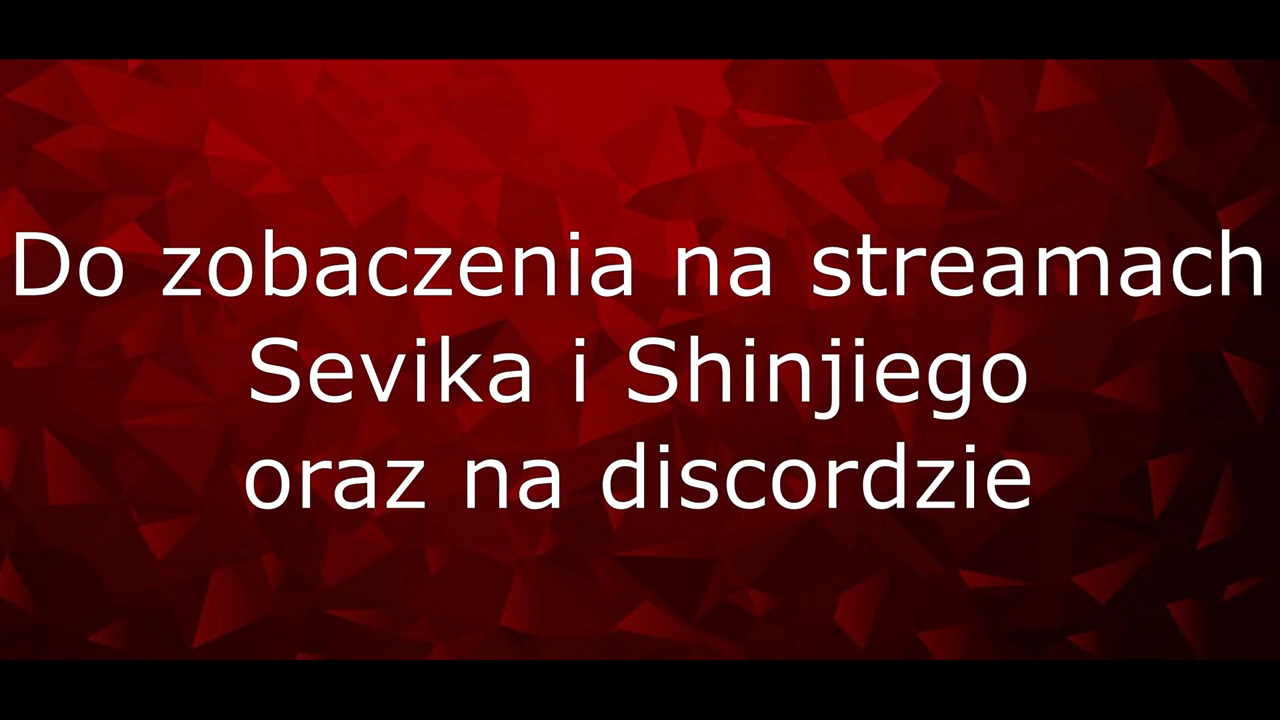 Do zobaczenia na streamach
Sevika i Shinjiego
oraz na discordzie